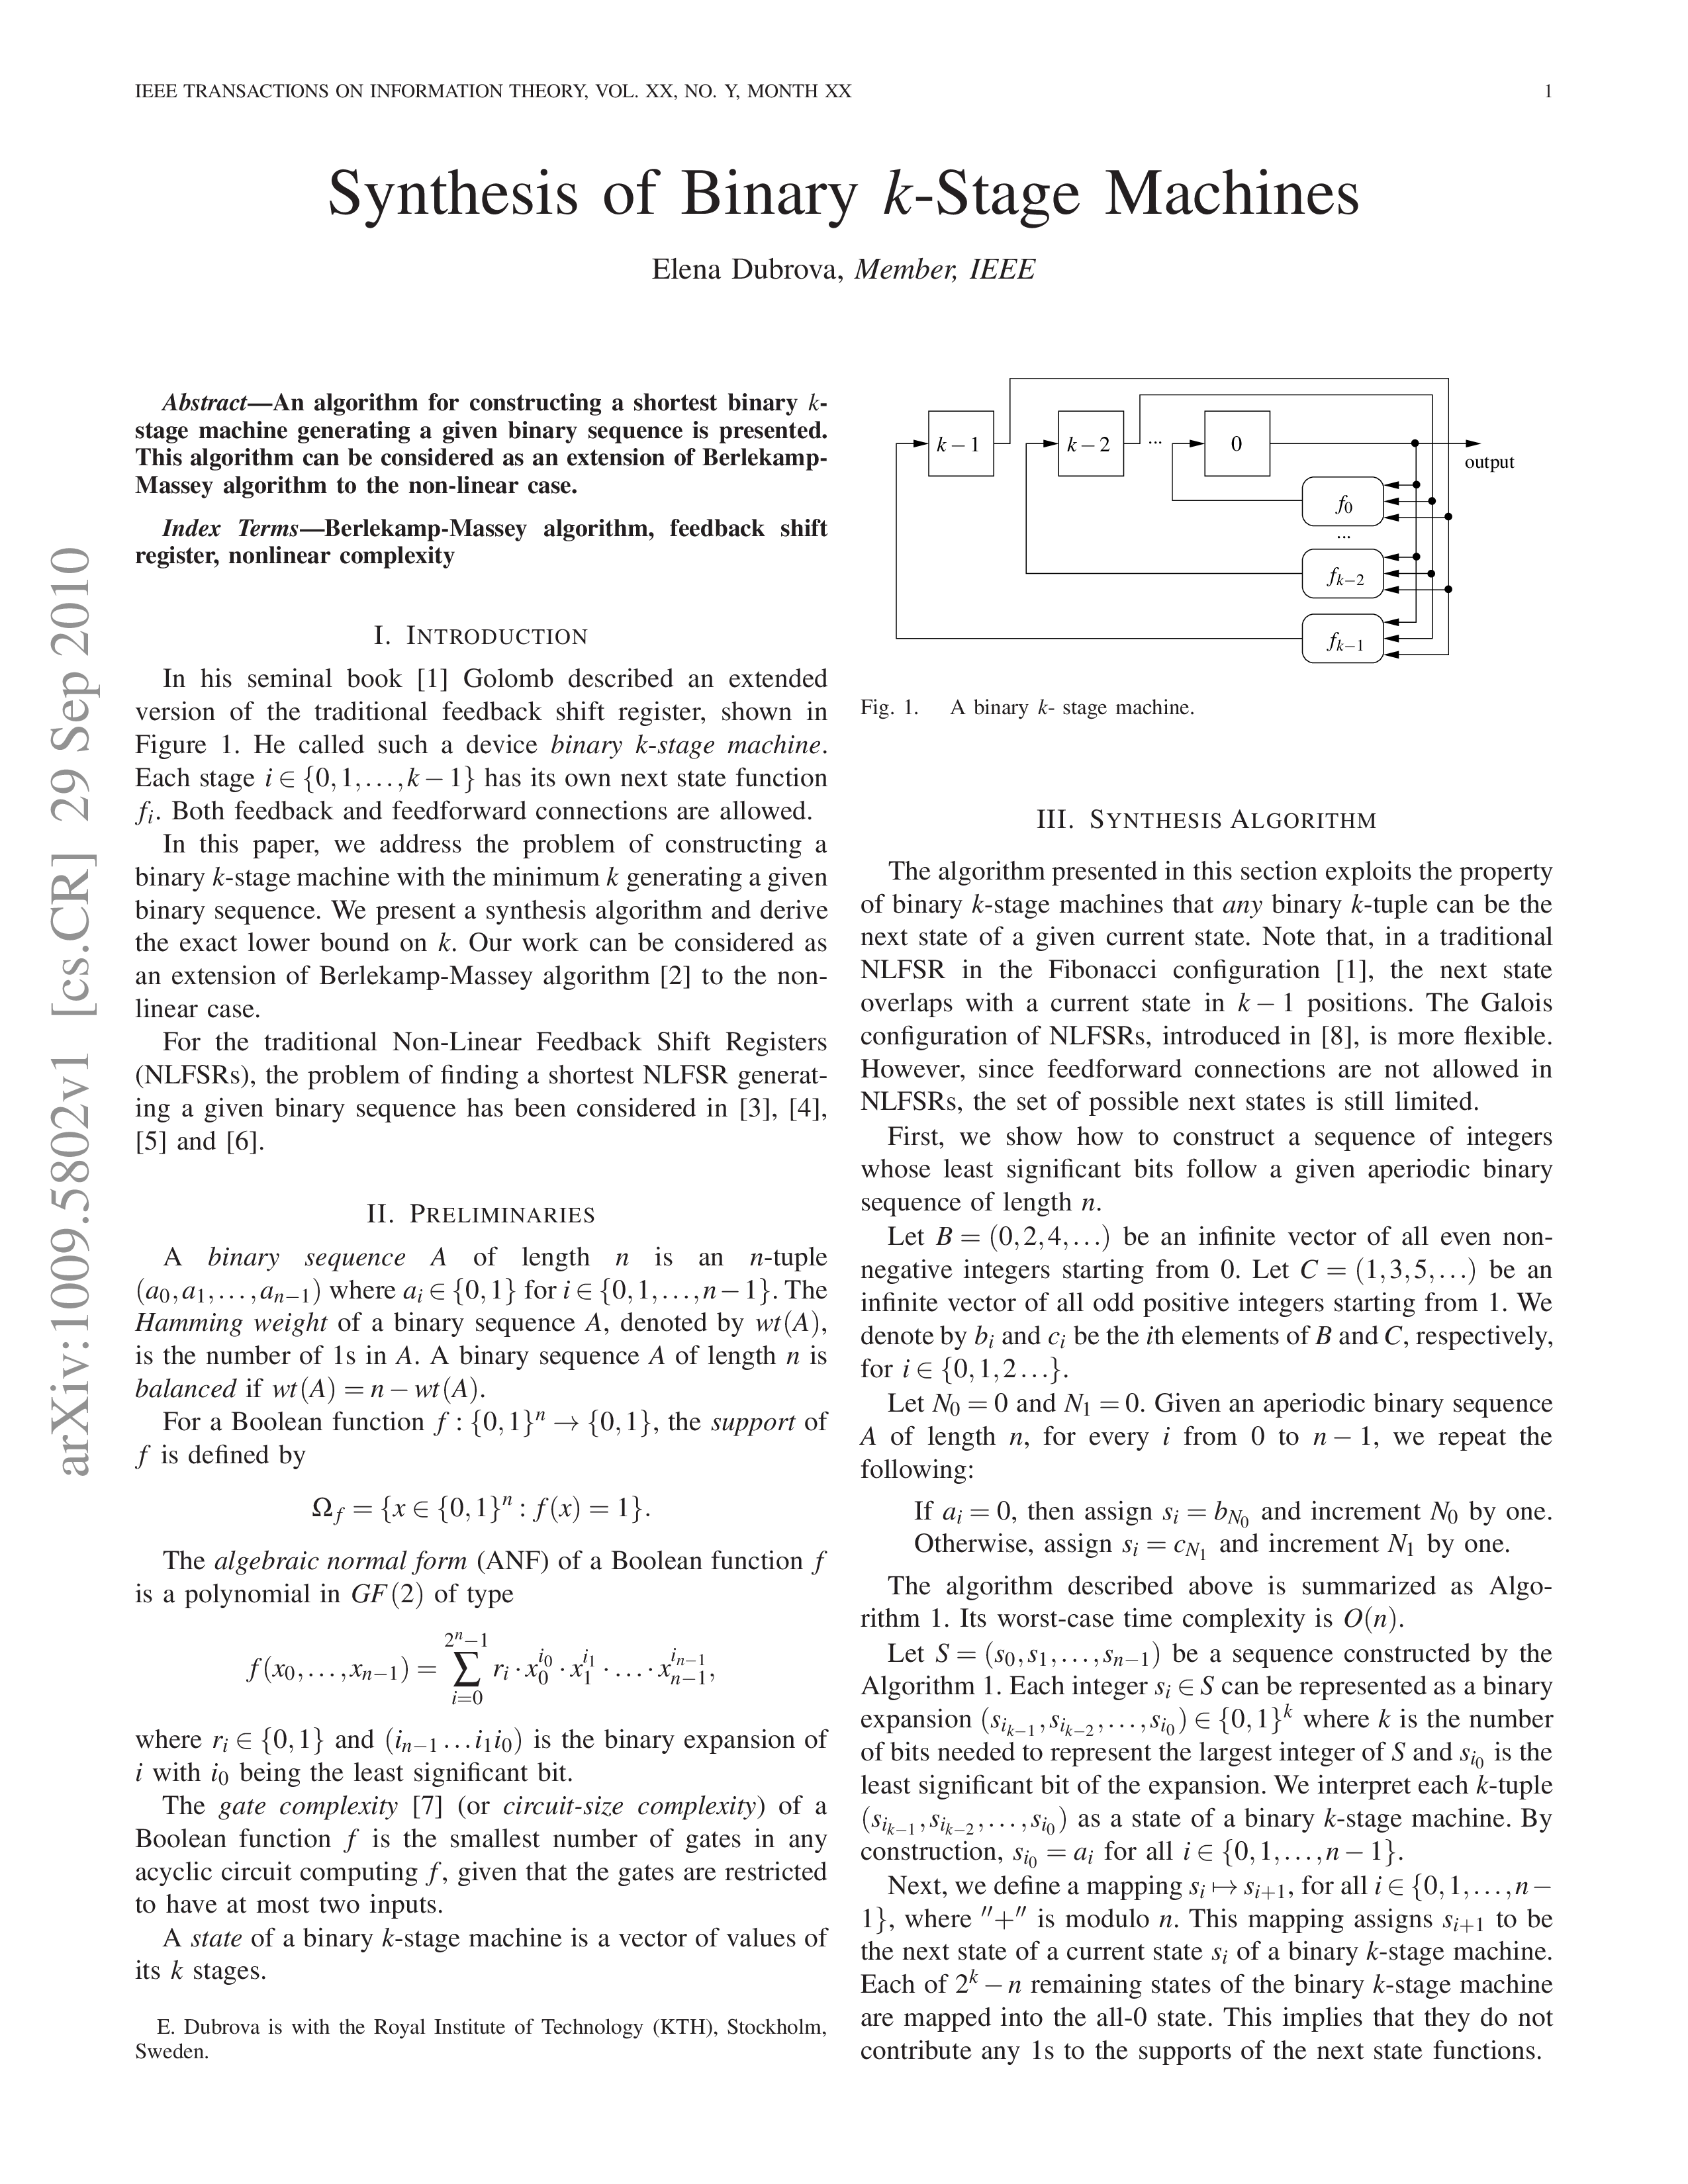 IEEE TRANSACTIONS ON INFORMATION THEORY, VOL. XX, NO. Y, MONTH XX 1
Synthesis of Binary k-Stage Machines
Elena Dubrova, Member, IEEE
arXiv:1009.5802v1 [cs.CR] 29 Sep 2010
Abstract—An algorithm for constructing a shortest binary k-
stage machine generating a given binary sequence is presented.
This algorithm can be considered as an extension of Berlekamp-
Massey algorithm to the non-linear case.
Index Terms—Berlekamp-Massey algorithm, feedback shift
register, nonlinear complexity
I. INTRODUCTION
In his seminal book [1] Golomb described an extended
version of the traditional feedback shift register, shown in
Figure 1. He called such a device binary k-stage machine.
Each stage i ∈ {0,1,...,k − 1} has its own next state function
f_i. Both feedback and feedforward connections are allowed.
In this paper, we address the problem of constructing a
binary k-stage machine with the minimum k generating a given
binary sequence. We present a synthesis algorithm and derive
the exact lower bound on k. Our work can be considered as
an extension of Berlekamp-Massey algorithm [2] to the non-
linear case.
For the traditional Non-Linear Feedback Shift Registers
(NLFSRs), the problem of finding a shortest NLFSR generat-
ing a given binary sequence has been considered in [3], [4],
[5] and [6].
II. PRELIMINARIES
A binary sequence A of length n is an n-tuple
(a_0,a_1,...,a_{n−1}) where a_i ∈ {0,1} for i ∈ {0,1,...,n−1}. The
Hamming weight of a binary sequence A, denoted by wt(A),
is the number of 1s in A. A binary sequence A of length n is
balanced if wt(A) = n − wt(A).
For a Boolean function f : {0,1}^n → {0,1}, the support of
f is defined by
Ω_f = {x ∈ {0,1}^n : f(x) = 1}.
The algebraic normal form (ANF) of a Boolean function f
is a polynomial in GF(2) of type
f(x_0,...,x_{n−1}) = ∑_{i=0}^{2^n−1} r_i · x_0^{i_0} · x_1^{i_1} · ... · x_{n−1}^{i_{n−1}},
where r_i ∈ {0,1} and (i_{n−1}...i_1i_0) is the binary expansion of
i with i_0 being the least significant bit.
The gate complexity [7] (or circuit-size complexity) of a
Boolean function f is the smallest number of gates in any
acyclic circuit computing f, given that the gates are restricted
to have at most two inputs.
A state of a binary k-stage machine is a vector of values of
its k stages.
E. Dubrova is with the Royal Institute of Technology (KTH), Stockholm,
Sweden.
k−1 k−2 ... 0
output
f_0
...
f_{k−2}
f_{k−1}
Fig. 1. A binary k- stage machine.
III. SYNTHESIS ALGORITHM
The algorithm presented in this section exploits the property
of binary k-stage machines that any binary k-tuple can be the
next state of a given current state. Note that, in a traditional
NLFSR in the Fibonacci configuration [1], the next state
overlaps with a current state in k − 1 positions. The Galois
configuration of NLFSRs, introduced in [8], is more flexible.
However, since feedforward connections are not allowed in
NLFSRs, the set of possible next states is still limited.
First, we show how to construct a sequence of integers
whose least significant bits follow a given aperiodic binary
sequence of length n.
Let B = (0,2,4,...) be an infinite vector of all even non-
negative integers starting from 0. Let C = (1,3,5,...) be an
infinite vector of all odd positive integers starting from 1. We
denote by b_i and c_i be the ith elements of B and C, respectively,
for i ∈ {0,1,2...}.
Let N_0 = 0 and N_1 = 0. Given an aperiodic binary sequence
A of length n, for every i from 0 to n − 1, we repeat the
following:
If a_i = 0, then assign s_i = b_{N_0} and increment N_0 by one.
Otherwise, assign s_i = c_{N_1} and increment N_1 by one.
The algorithm described above is summarized as Algo-
rithm 1. Its worst-case time complexity is O(n).
Let S = (s_0,s_1,...,s_{n−1}) be a sequence constructed by the
Algorithm 1. Each integer s_i ∈ S can be represented as a binary
expansion (s_{i_{k−1}},s_{i_{k−2}},...,s_{i_0}) ∈ {0,1}^k where k is the number
of bits needed to represent the largest integer of S and s_{i_0} is the
least significant bit of the expansion. We interpret each k-tuple
(s_{i_{k−1}},s_{i_{k−2}},...,s_{i_0}) as a state of a binary k-stage machine. By
construction, s_{i_0} = a_i for all i ∈ {0,1,...,n − 1}.
Next, we define a mapping s_i ↦ s_{i+1}, for all i ∈ {0,1,...,n −
1}, where ″+″ is modulo n. This mapping assigns s_{i+1} to be
the next state of a current state s_i of a binary k-stage machine.
Each of 2^k − n remaining states of the binary k-stage machine
are mapped into the all-0 state. This implies that they do not
contribute any 1s to the supports of the next state functions.